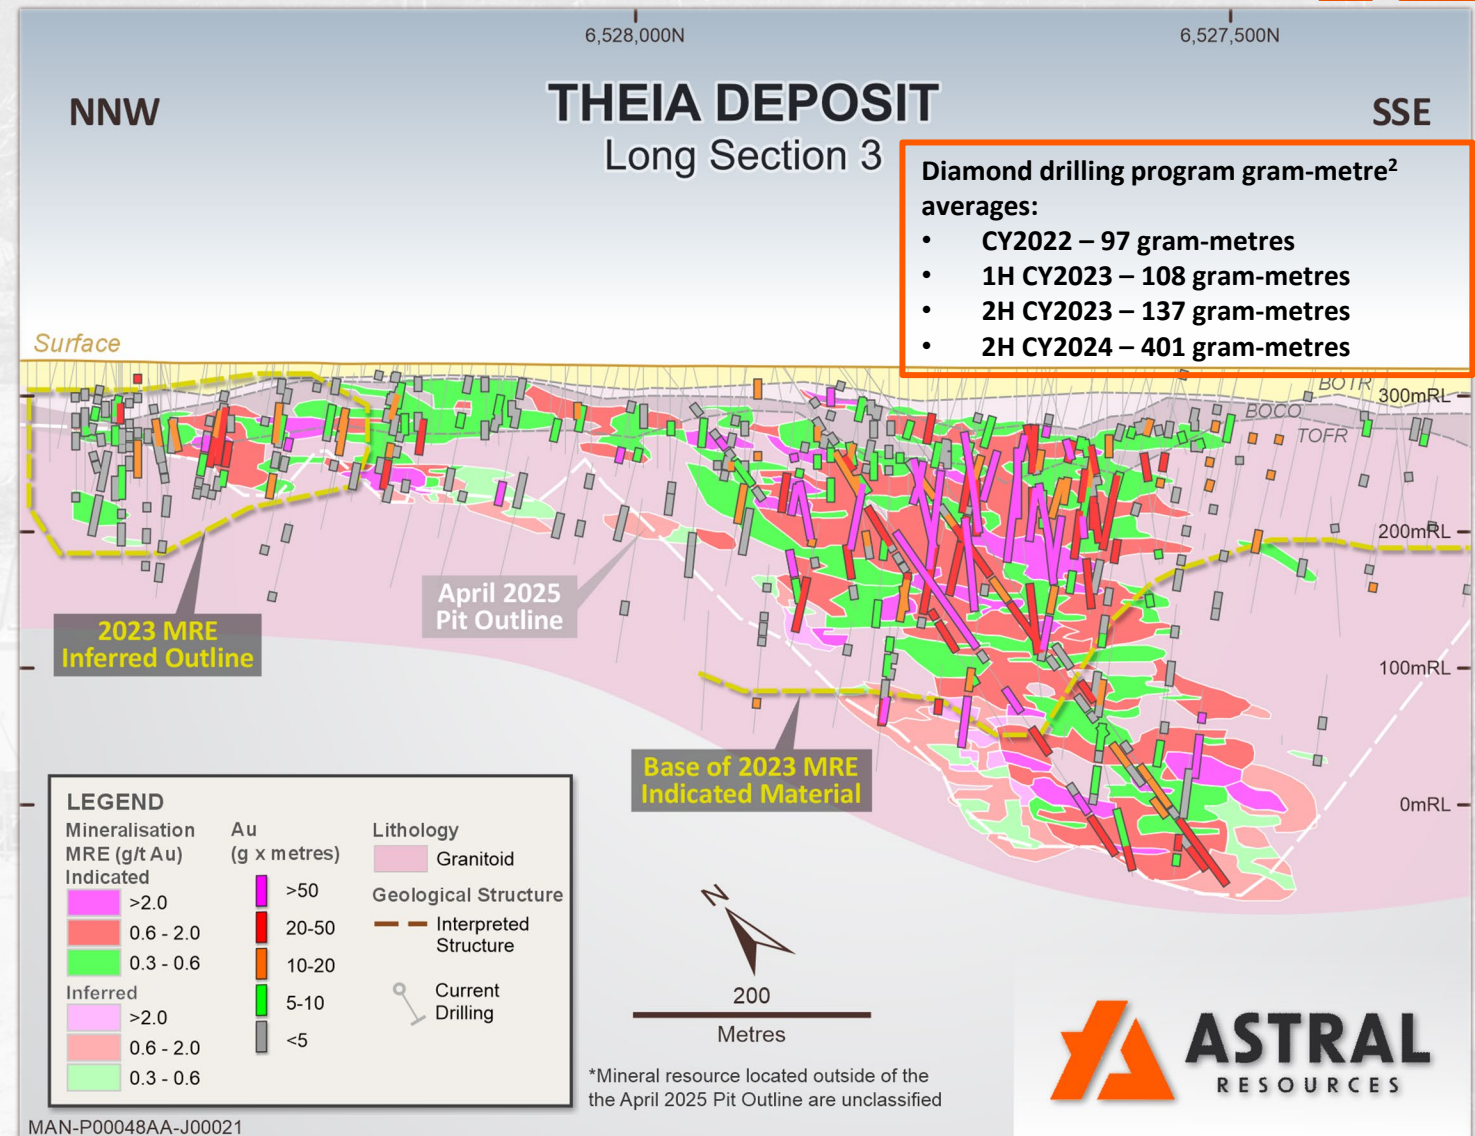 6,528,000N
6,527,500N
NNW
THEIA DEPOSIT
SSE
Long Section 3
Diamond drilling program gram-metre²
averages:
• CY2022 – 97 gram-metres
• 1H CY2023 – 108 gram-metres
• 2H CY2023 – 137 gram-metres
• 2H CY2024 – 401 gram-metres
Surface
BOTR
300mRL
BOCO
TOFR
200mRL
April 2025
Pit Outline
2023 MRE
Inferred Outline
100mRL
Base of 2023 MRE
Indicated Material
0mRL
LEGEND
Mineralisation
MRE (g/t Au)
Indicated
>2.0
0.6 - 2.0
0.3 - 0.6
Inferred
>2.0
0.6 - 2.0
0.3 - 0.6
Au
(g x metres)
>50
20-50
10-20
5-10
<5
Lithology
Granitoid
Geological Structure
Interpreted
Structure
Current
Drilling
N
200
Metres
*Mineral resource located outside of the
the April 2025 Pit Outline are unclassified
ASTRAL
RESOURCES
MAN-P00048AA-J00021